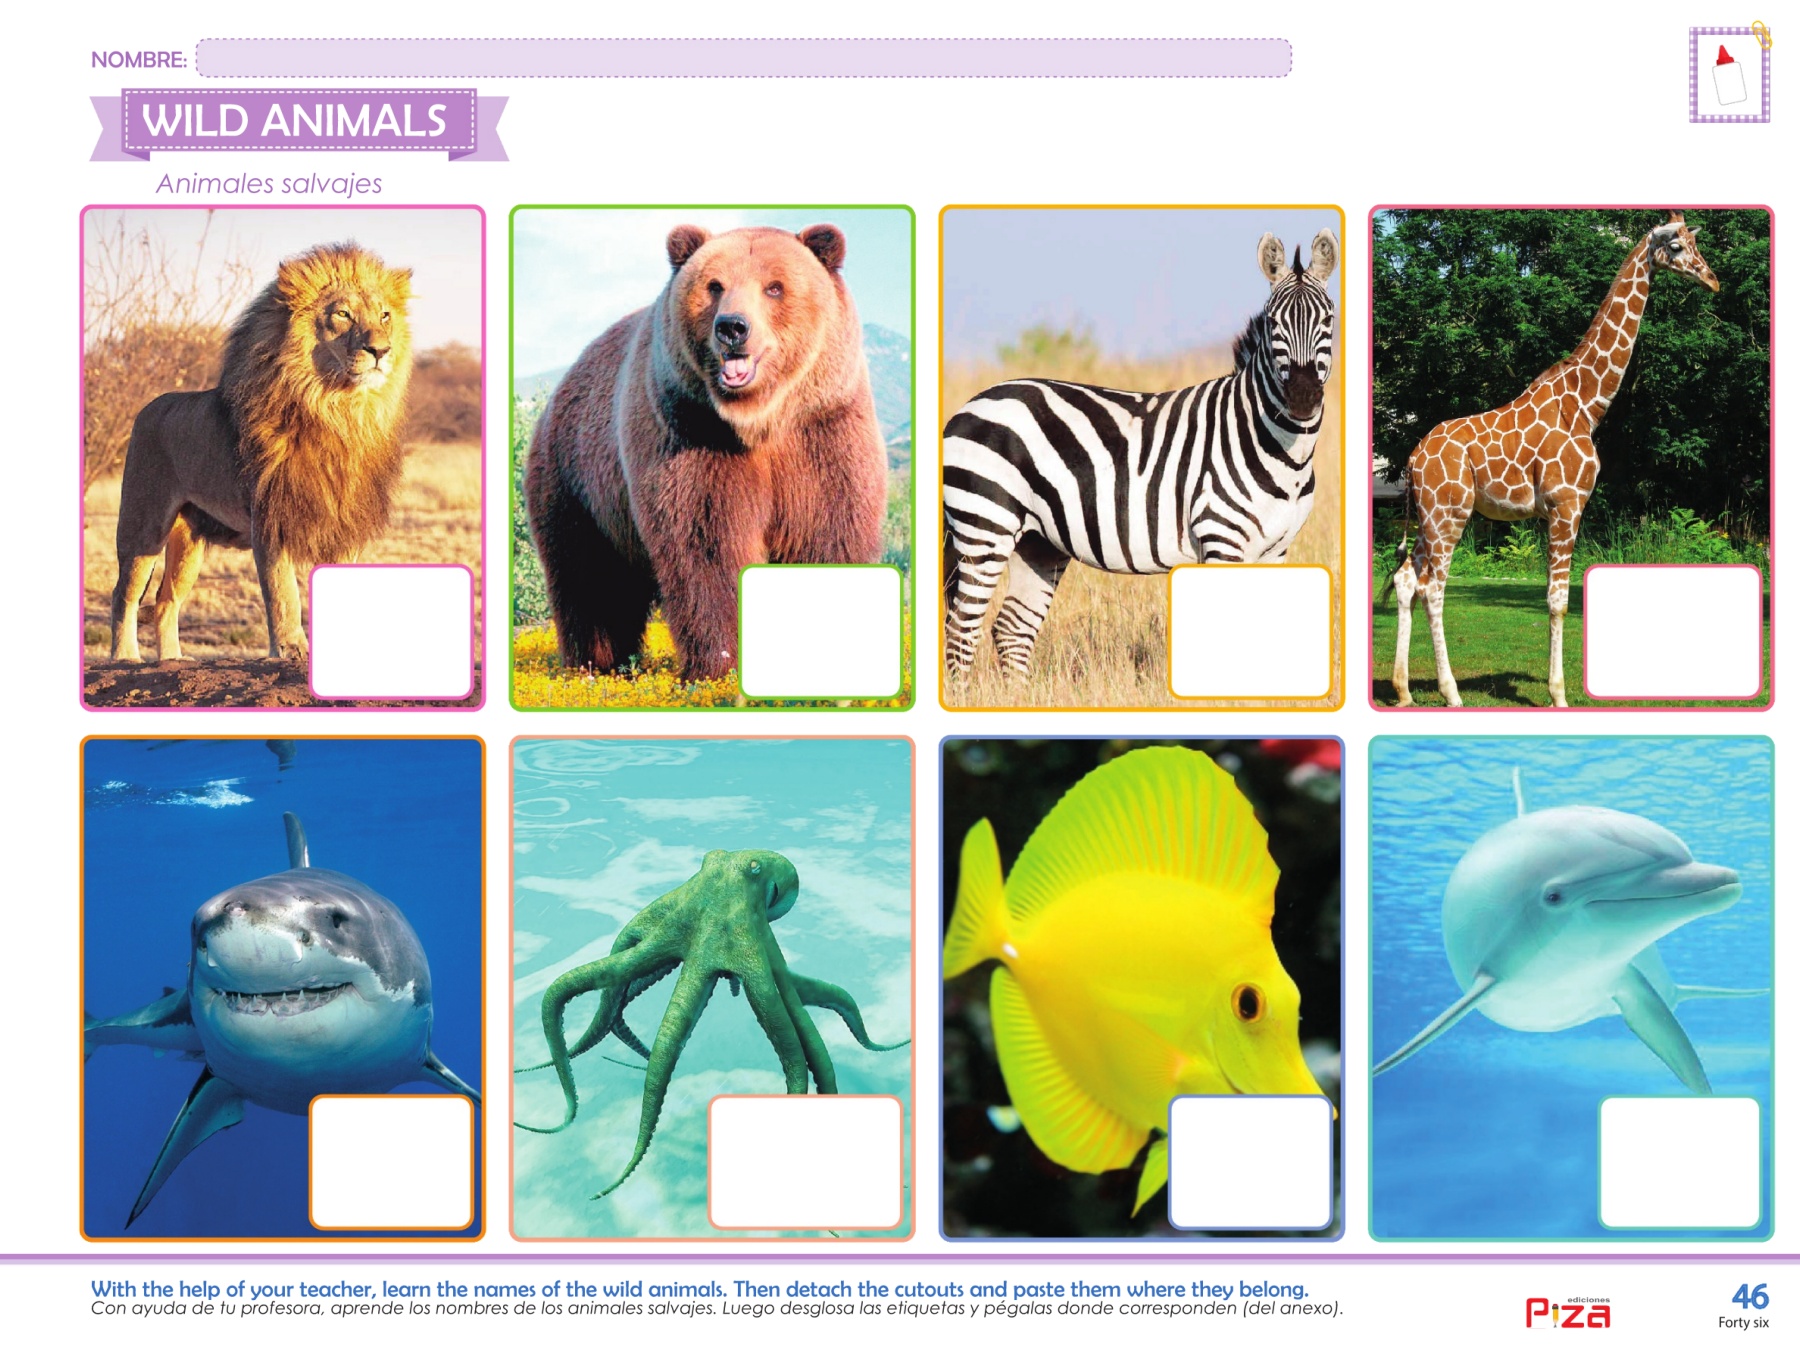 NOMBRE:
WILD ANIMALS
Animales salvajes
With the help of your teacher, learn the names of the wild animals. Then detach the cutouts and paste them where they belong.
Con ayuda de tu profesora, aprende los nombres de los animales salvajes. Luego desglosa las etiquetas y pégalas donde corresponden (del anexo).
ediciones
Piza
46
Forty six